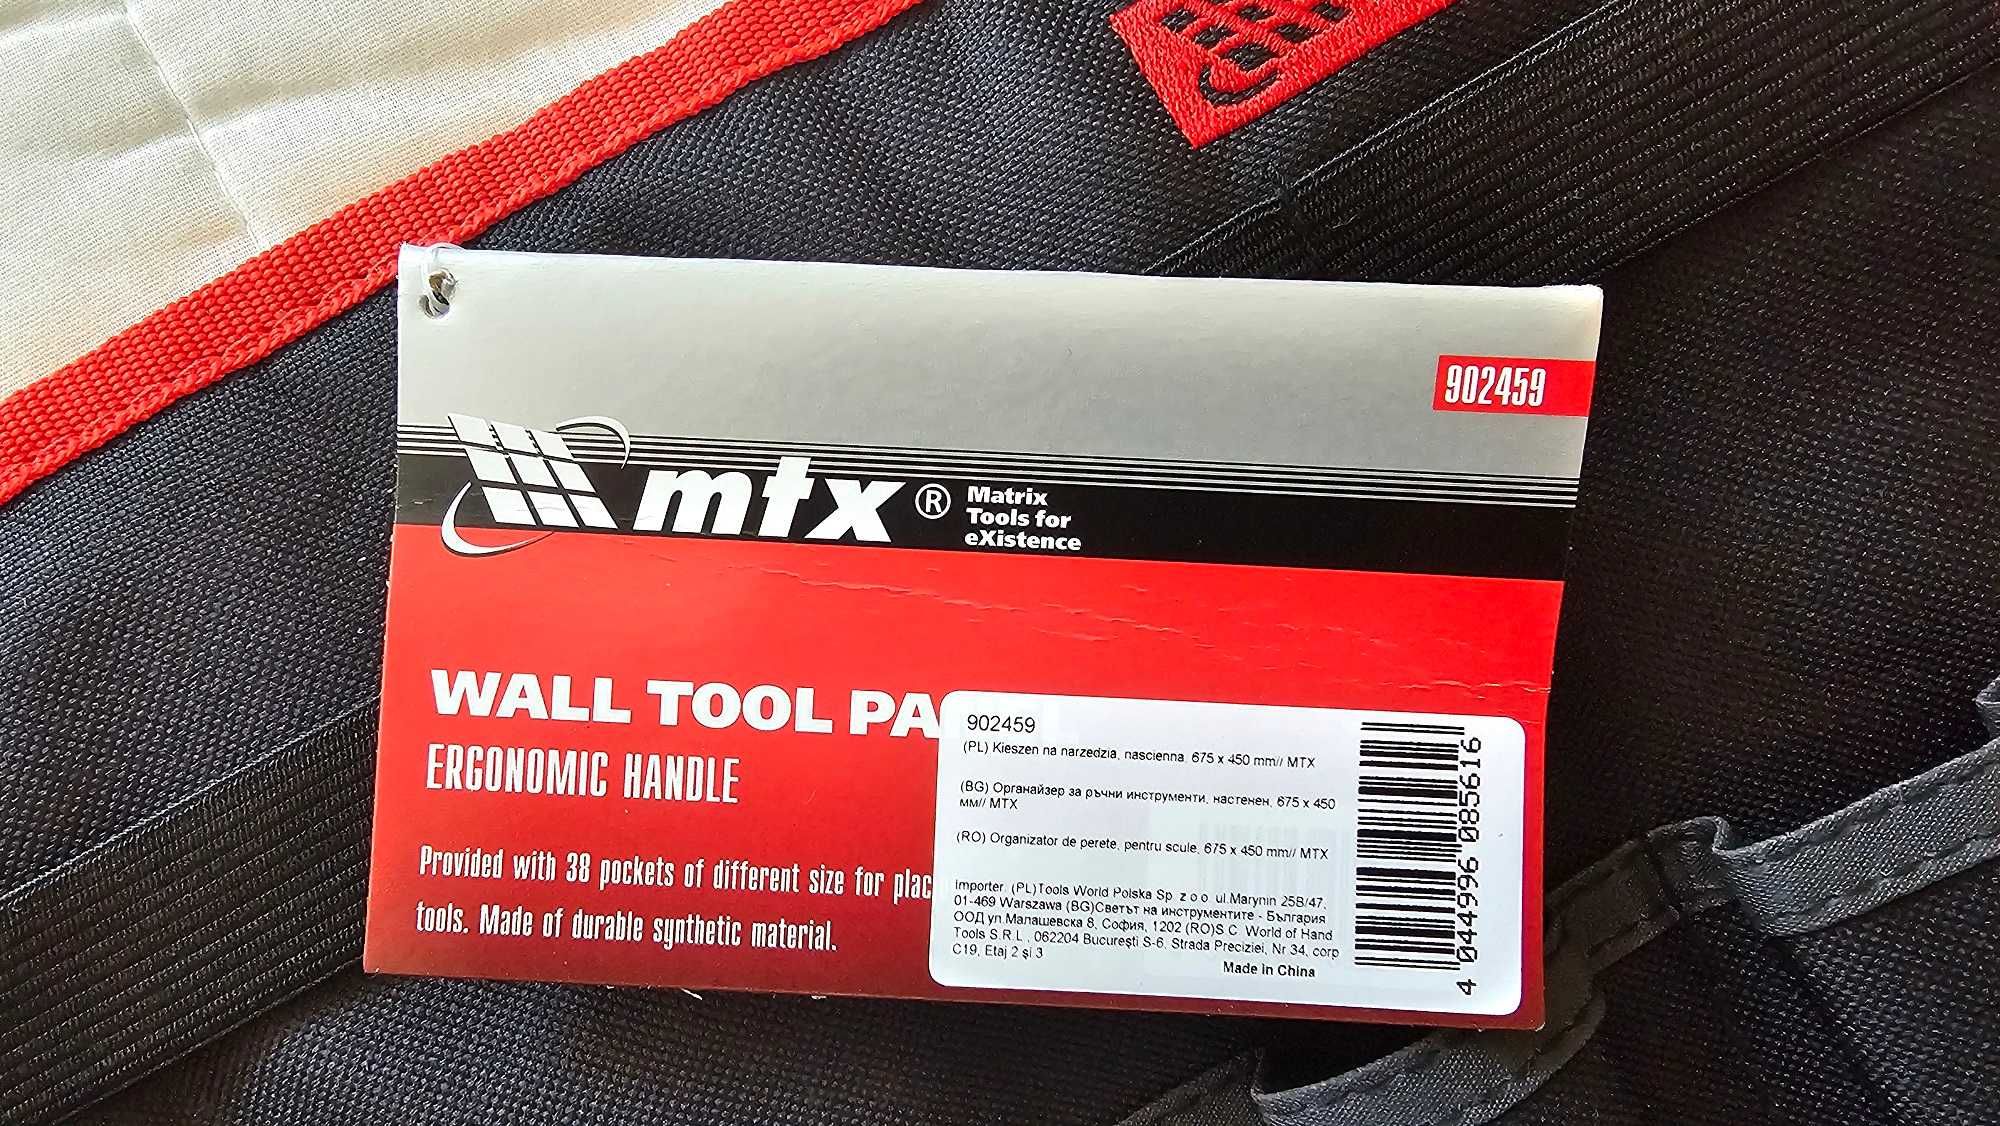 902459
mtx®
Matrix
Tools for
eXistence
WALL TOOL PA
ERGONOMIC HANDLE
Provided with 38 pockets of different size for plac
tools. Made of durable synthetic material.
902459
(PL) Kieszen na narzedzia, nascienna, 675 x 450 mm// MTX
(BG) Органайзер за ръчни инструменти, настенен, 675 x 450
мм// MTX
(RO) Organizator de perete, pentru scule, 675 x 450 mm// MTX
Importer: (PL)Tools World Polska Sp. z o.o. ul.Marynin 25B/47,
01-469 Warszawa (BG)Светът на инструментите - България
ООД ул.Малашевска 8, София, 1202 (RO)S.C. World of Hand
Tools S.R.L., 062204 Bucureşti S-6, Strada Preciziei, Nr 34, corp
C19, Etaj 2 şi 3
Made in China
4 044996 085616